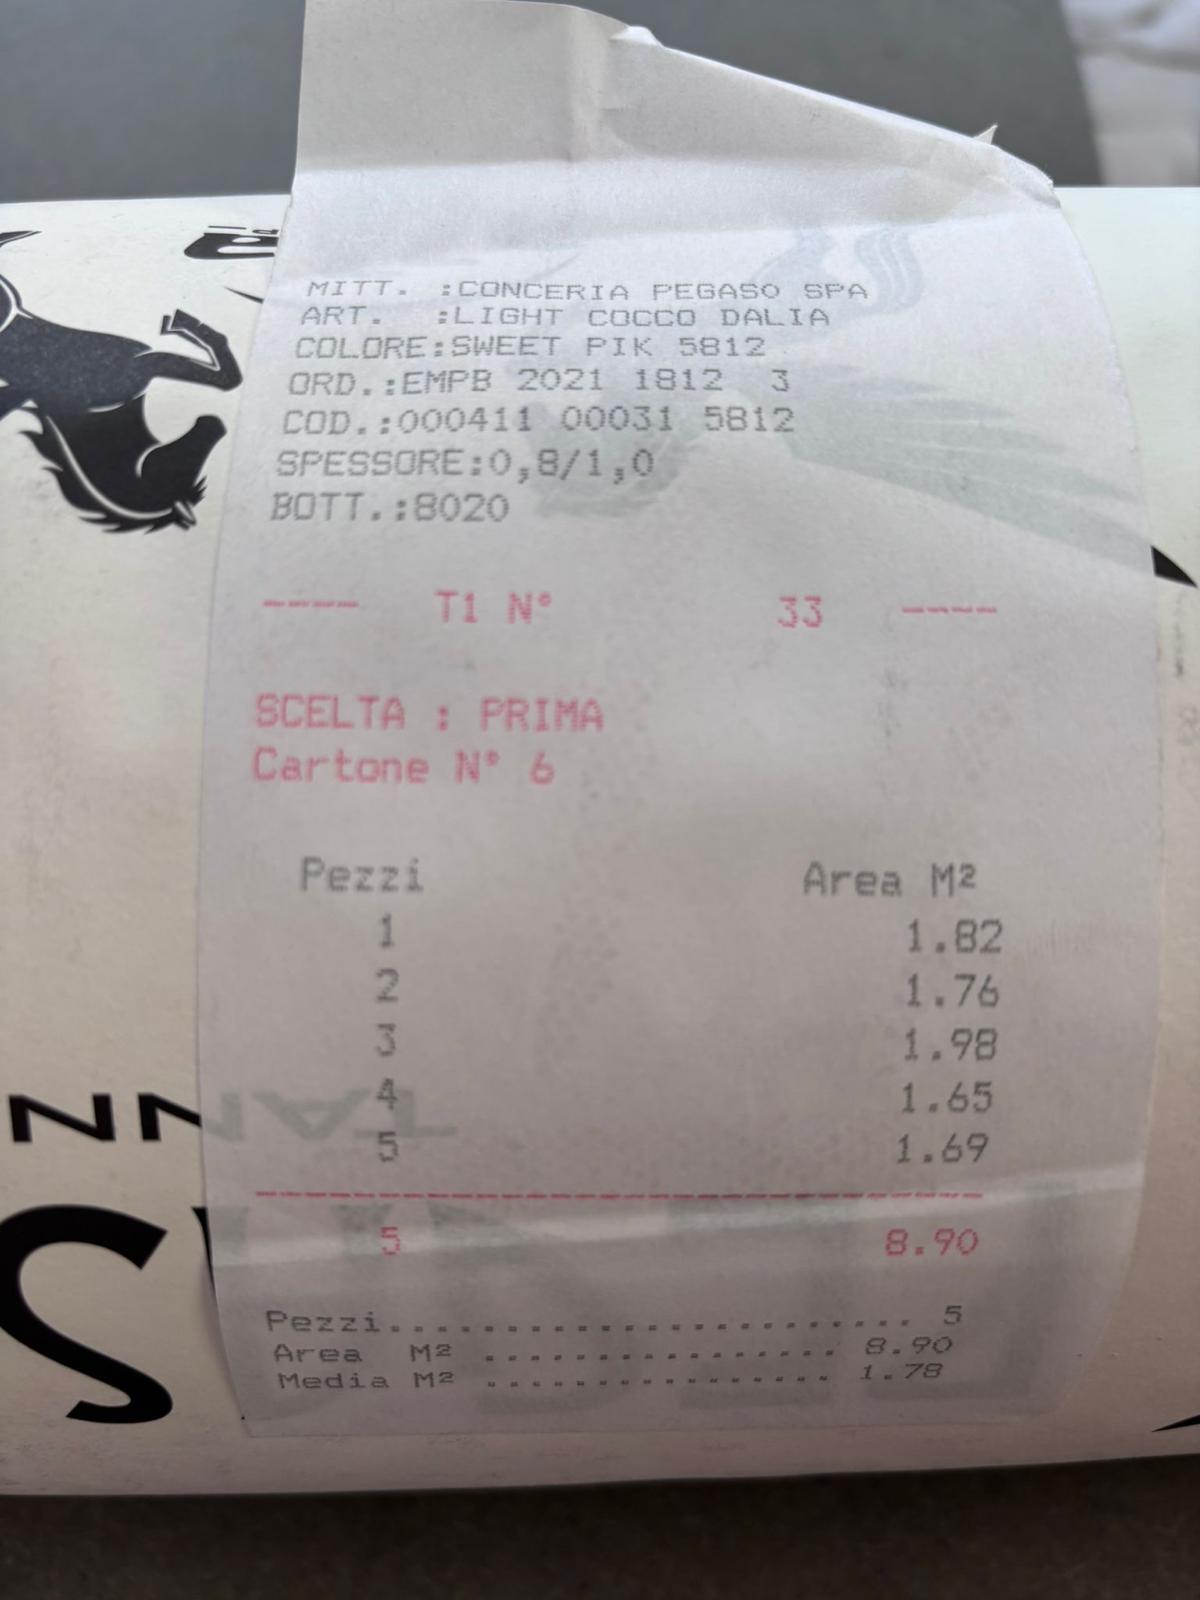 MITT. :CONCERIA PEGASO SPA
ART. :LIGHT COCCO DALIA
COLORE:SWEET PIK 5812
ORD.:EMPB 2021 1812 3
COD.:000411 00031 5812
SPESSORE:0,8/1,0
BOTT.:8020
---- T1 N° 33 ----
SCELTA : PRIMA
Cartone N° 6
Pezzi Area M²
1 1.82
2 1.76
3 1.98
4 1.65
5 1.69
5 8.90
Pezzi........................... 5
Area M² ................ 8.90
Media M² ................ 1.78